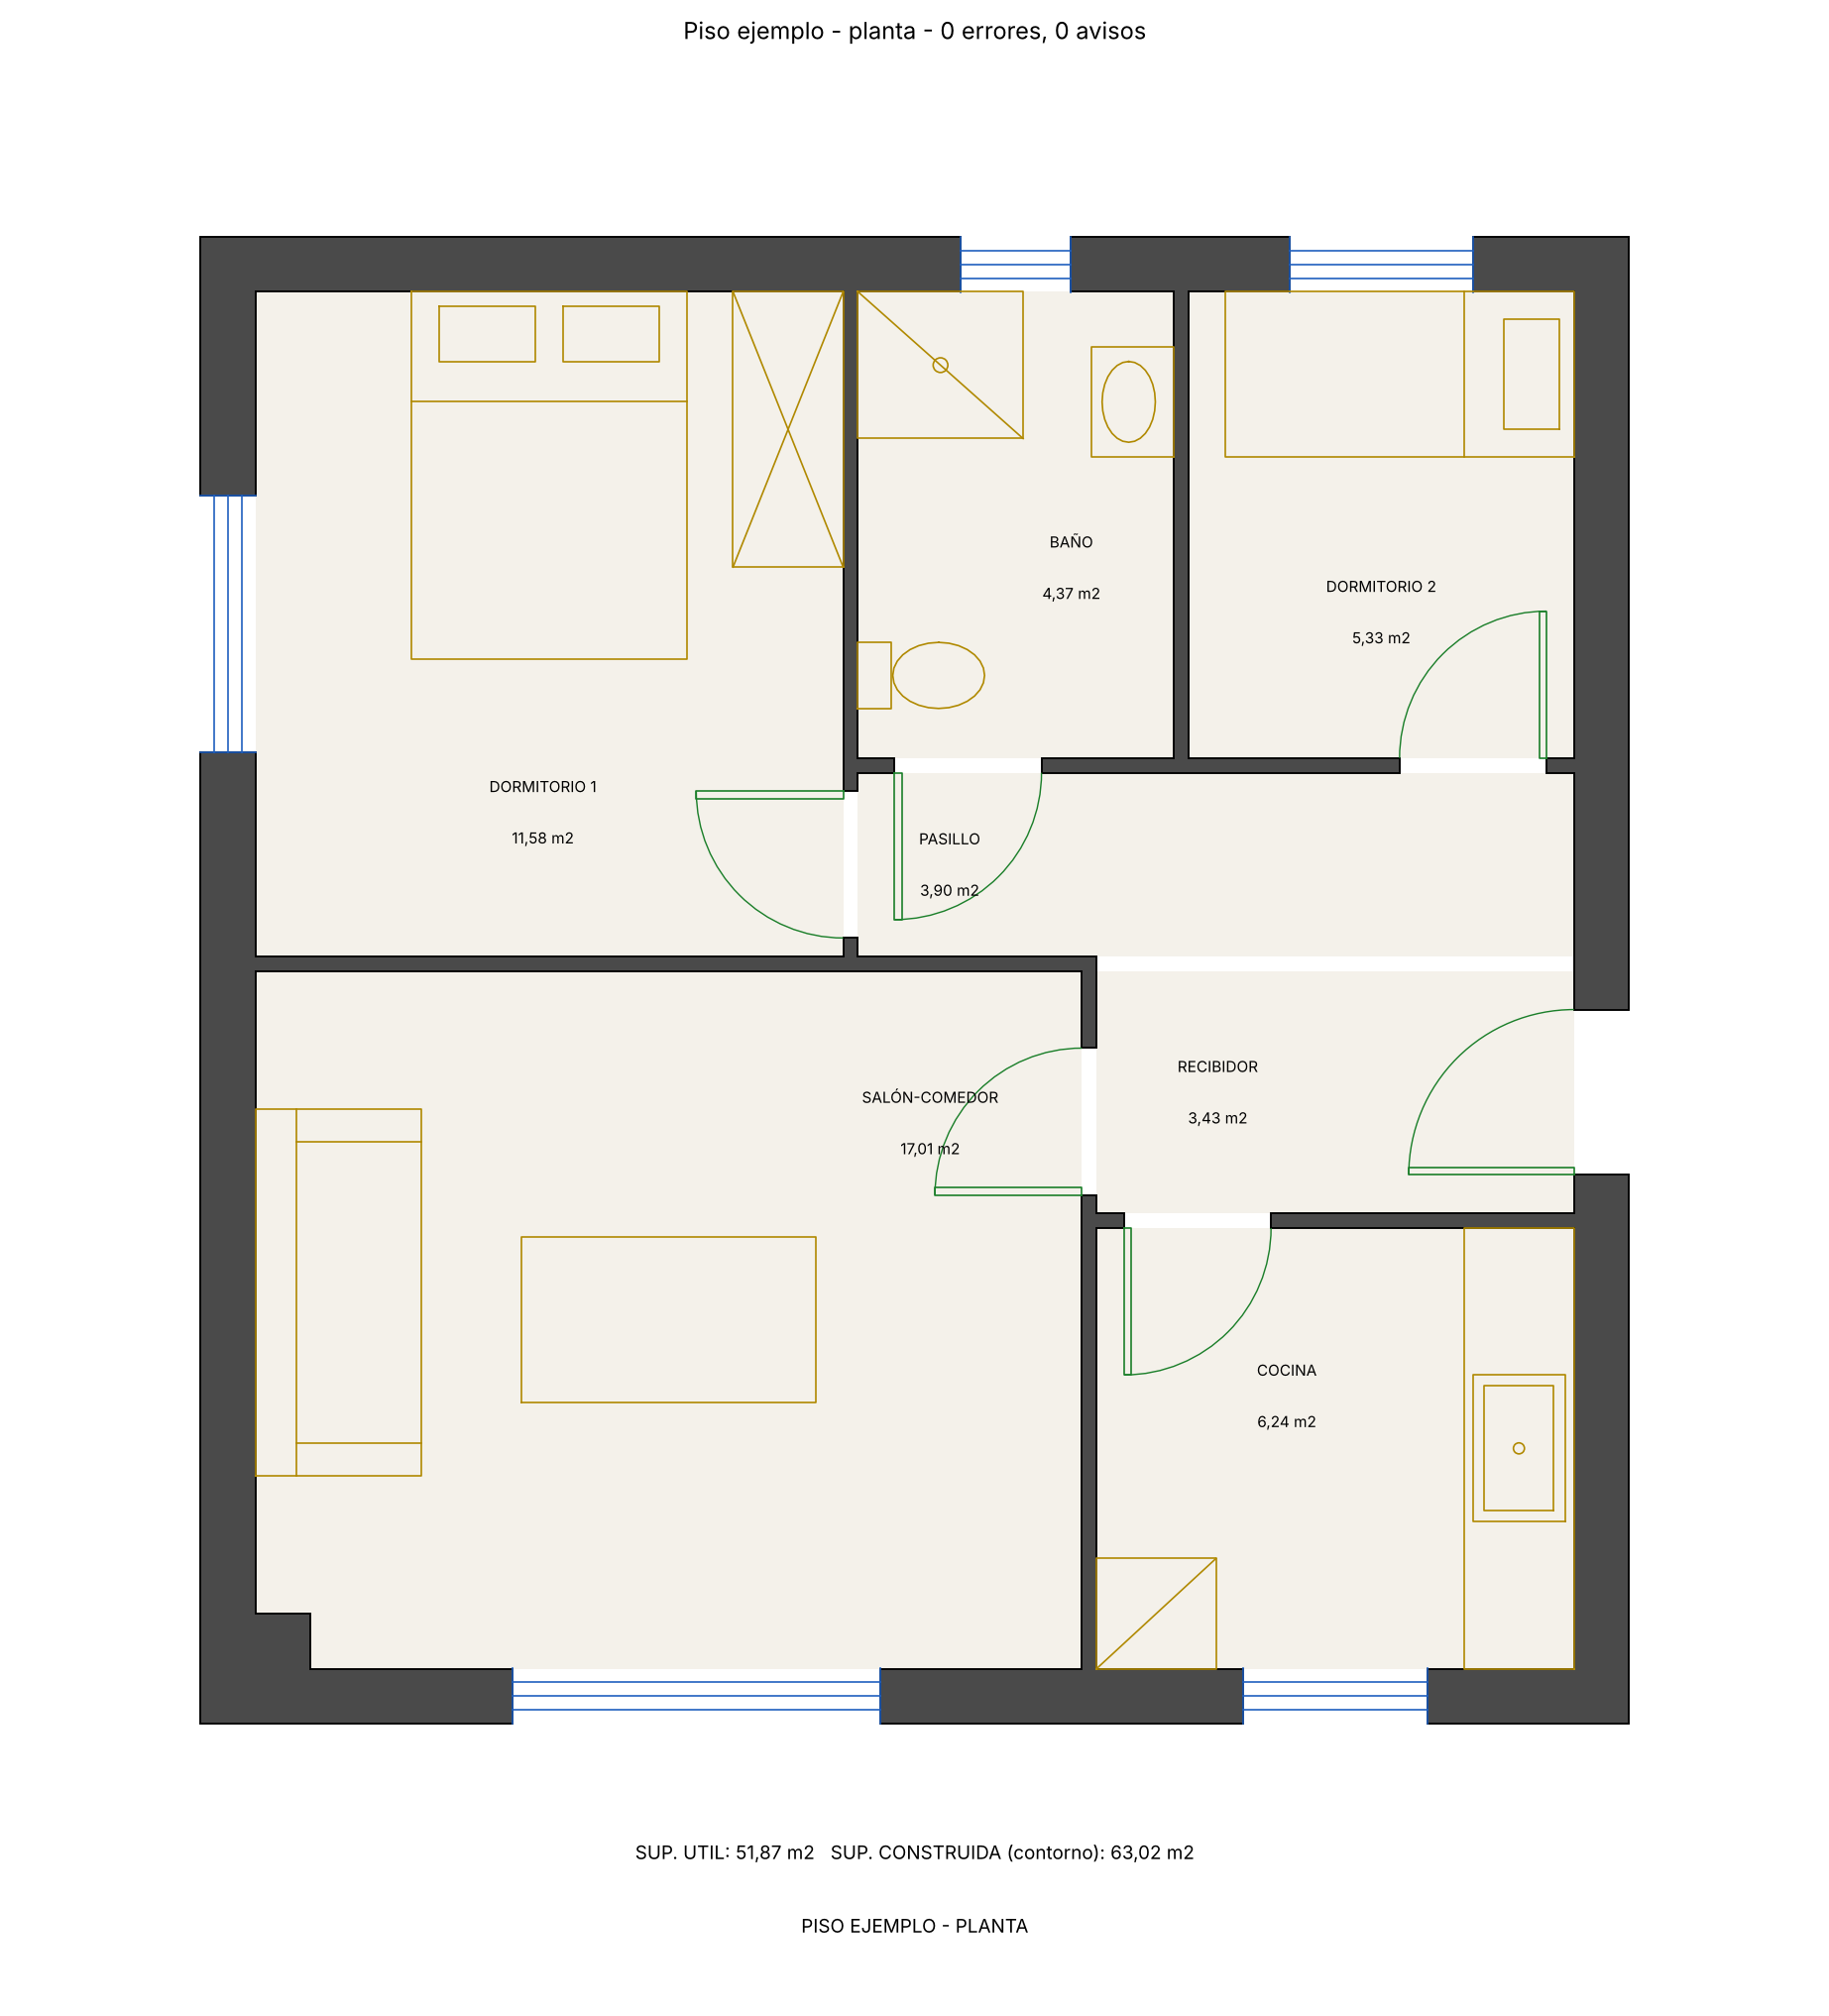 Piso ejemplo - planta - 0 errores, 0 avisos
BAÑO
4,37 m2
DORMITORIO 2
5,33 m2
DORMITORIO 1
11,58 m2
PASILLO
3,90 m2
RECIBIDOR
3,43 m2
SALÓN-COMEDOR
17,01 m2
COCINA
6,24 m2
SUP. UTIL: 51,87 m2   SUP. CONSTRUIDA (contorno): 63,02 m2
PISO EJEMPLO - PLANTA